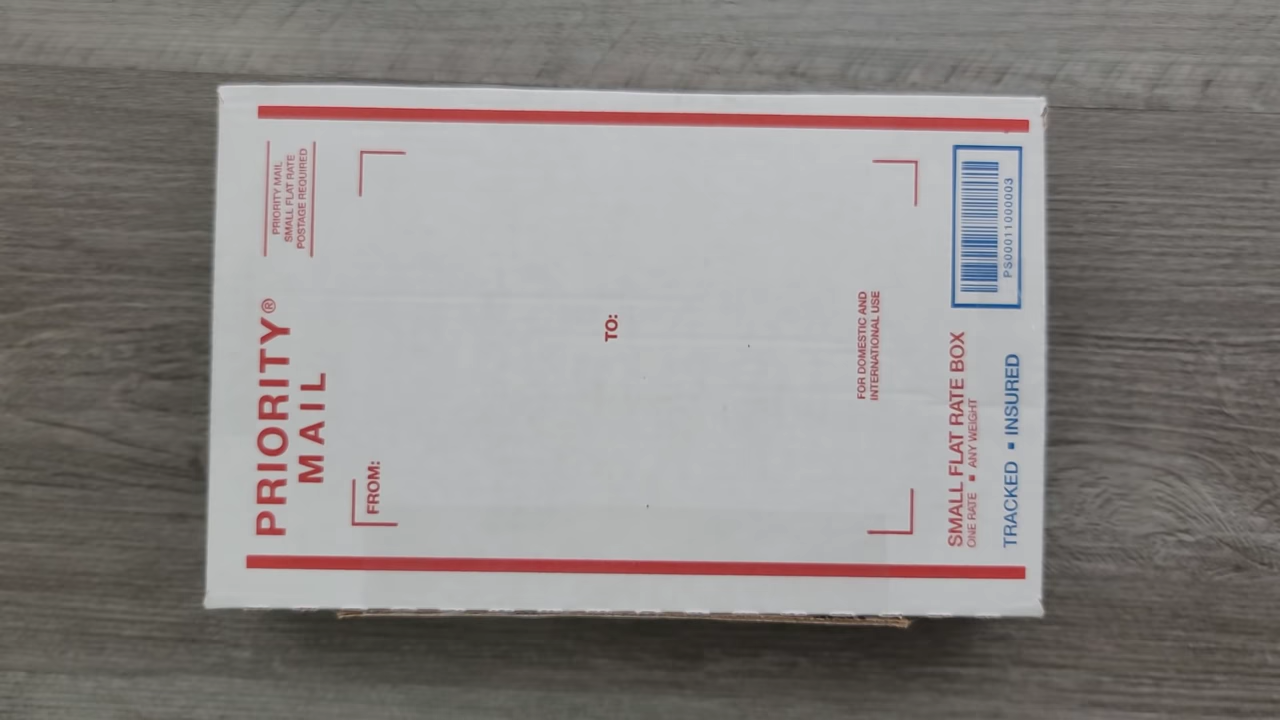 PRIORITY®
MAIL
PRIORITY MAIL
SMALL FLAT RATE
POSTAGE REQUIRED
FROM:
TO:
FOR DOMESTIC AND
INTERNATIONAL USE
SMALL FLAT RATE BOX
ONE RATE ▪ ANY WEIGHT
TRACKED ▪ INSURED
PS00011000003